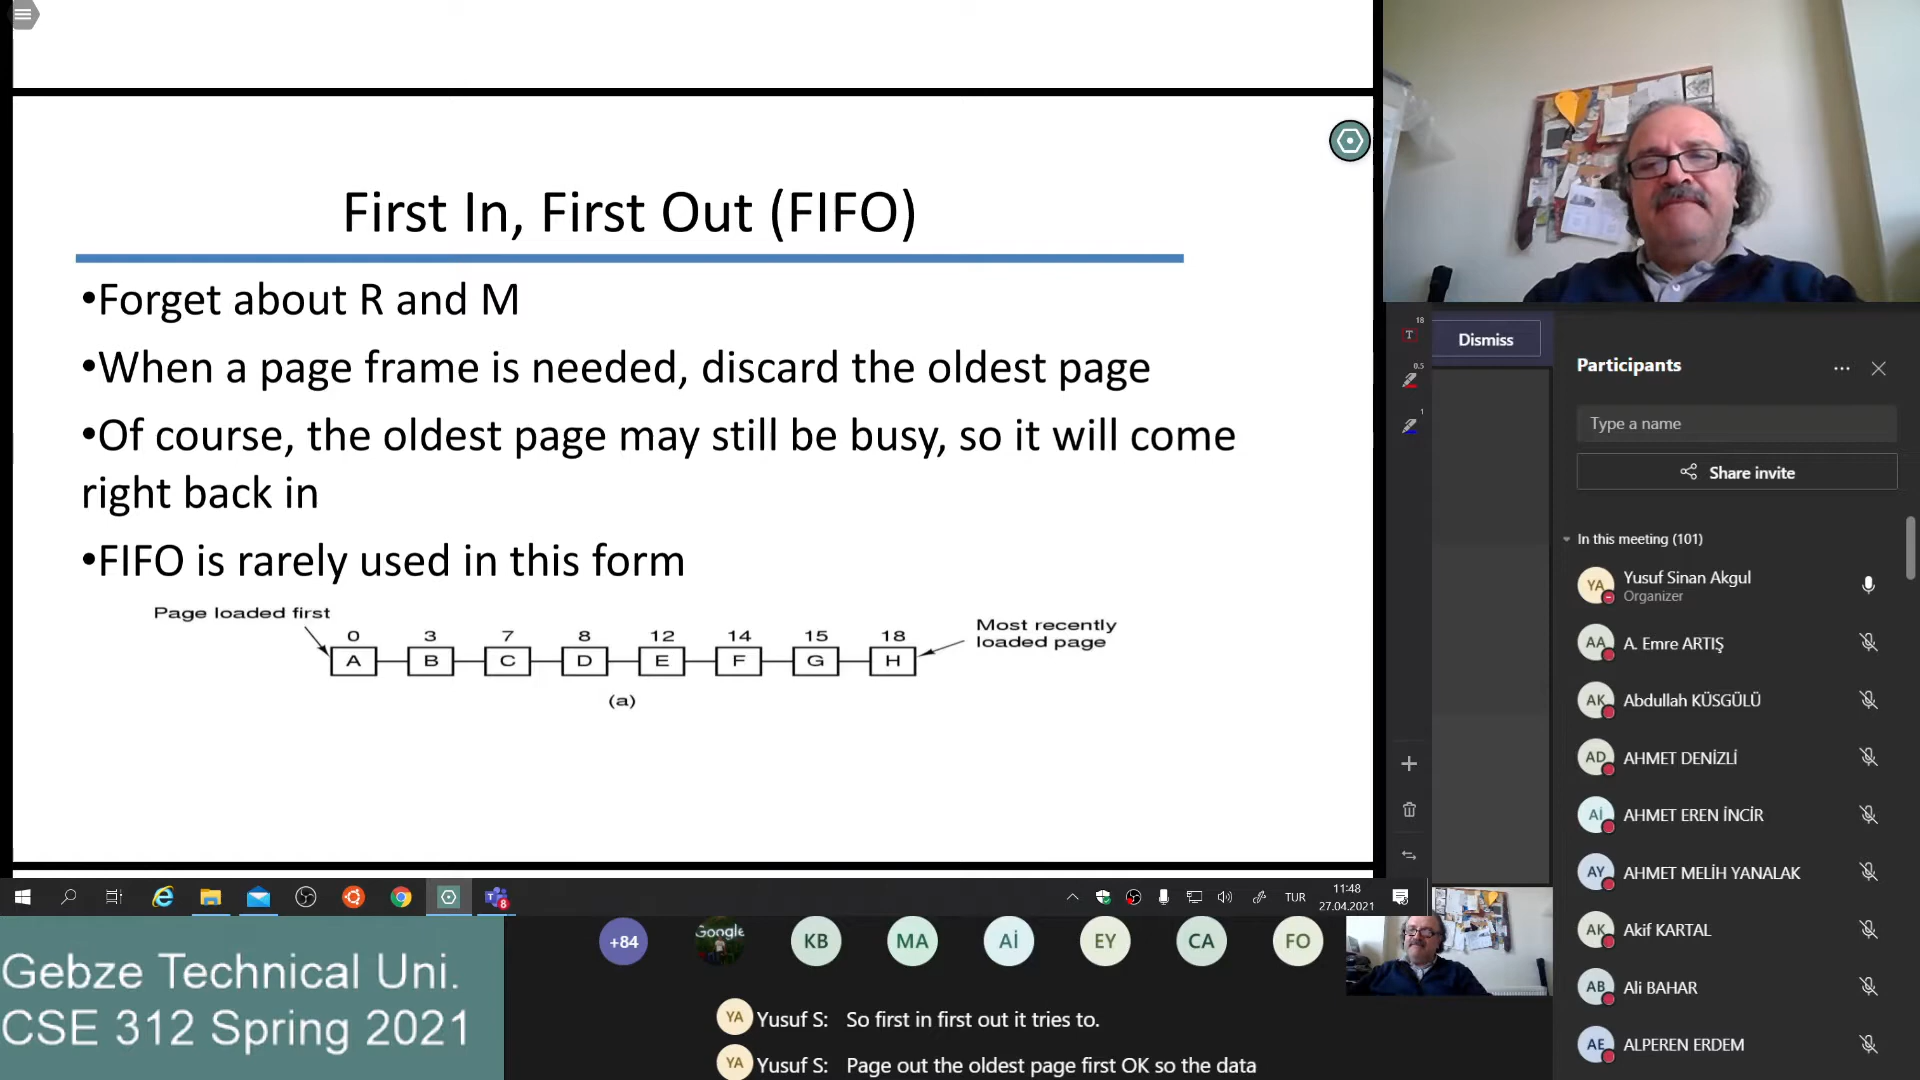 First In, First Out (FIFO)
•Forget about R and M
•When a page frame is needed, discard the oldest page
•Of course, the oldest page may still be busy, so it will come
right back in
•FIFO is rarely used in this form
Page loaded first
0 3 7 8 12 14 15 18
A B C D E F G H
Most recently
loaded page
(a)
18
T
0.5
1
Dismiss
Participants
Type a name
Share invite
In this meeting (101)
YA Yusuf Sinan Akgul
Organizer
AA A. Emre ARTIŞ
AK Abdullah KÜSGÜLÜ
AD AHMET DENİZLİ
Aİ AHMET EREN İNCİR
AY AHMET MELİH YANALAK
AK Akif KARTAL
AB Ali BAHAR
AE ALPEREN ERDEM
8
TUR
11:48
27.04.2021
Gebze Technical Uni.
CSE 312 Spring 2021
+84 Google KB MA Aİ EY CA FO
YA Yusuf S: So first in first out it tries to.
YA Yusuf S: Page out the oldest page first OK so the data